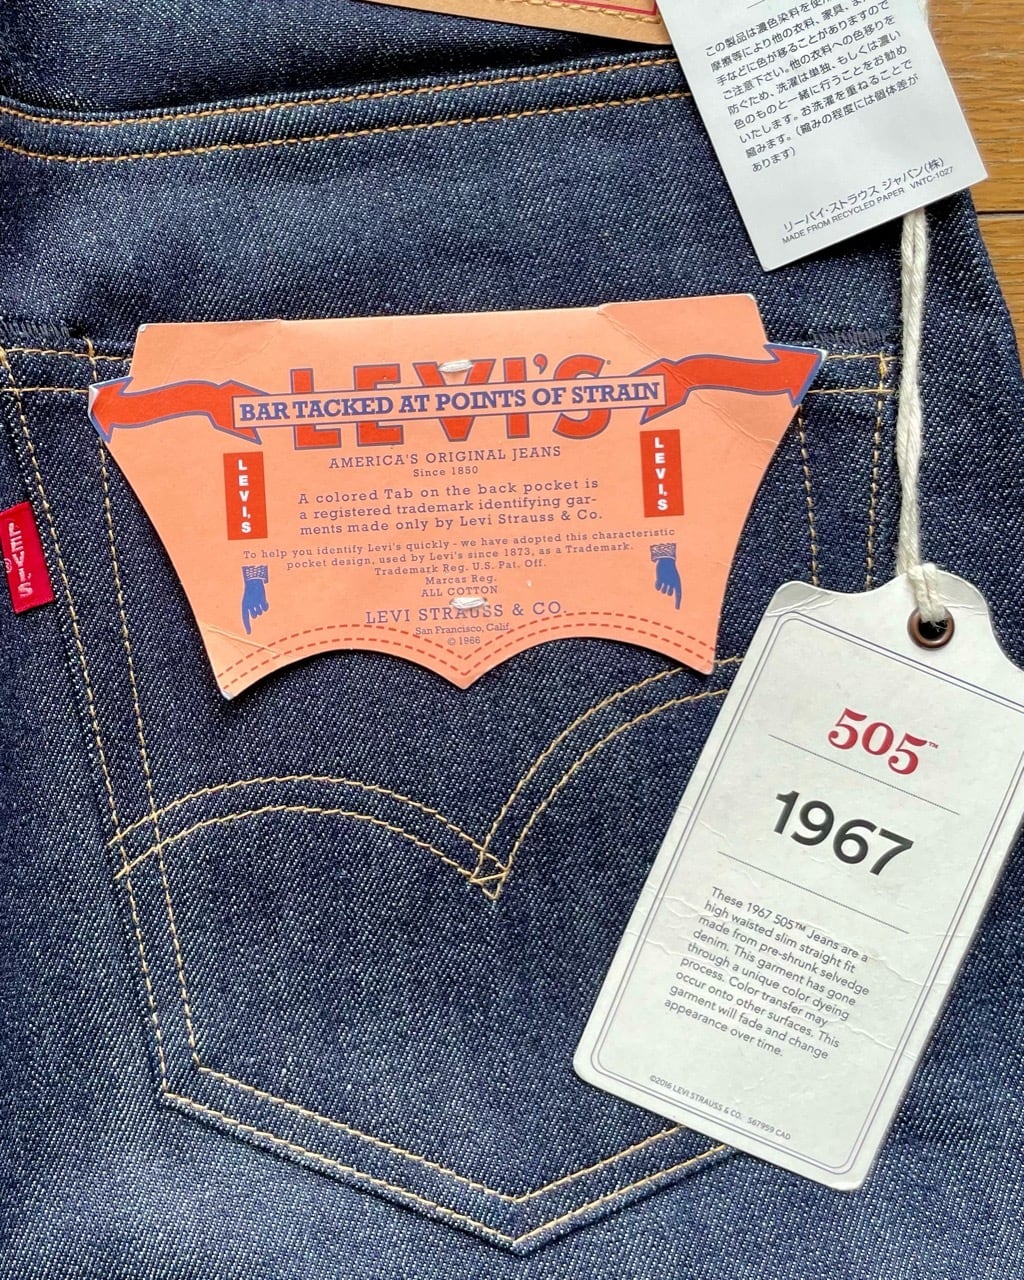 この製品は濃色染料を使用
摩擦等により他の衣料、家具、また
手などに色が移ることがありますので
ご注意下さい。他の衣料への色移りを
防ぐため、洗濯は単独、もしくは濃い
色のものと一緒に行うことをお勧め
いたします。お洗濯を重ねることで
縮みます。(縮みの程度には個体差が
あります)
リーバイ・ストラウス ジャパン(株)
MADE FROM RECYCLED PAPER VNTC-1027
LEVI'S®
BAR TACKED AT POINTS OF STRAIN
AMERICA'S ORIGINAL JEANS
Since 1850
LEVI'S
LEVI'S
A colored Tab on the back pocket is
a registered trademark identifying gar-
ments made only by Levi Strauss & Co.
To help you identify Levi's quickly - we have adopted this characteristic
pocket design, used by Levi's since 1873, as a Trademark.
Trademark Reg. U.S. Pat. Off.
Marcas Reg.
ALL COTTON
LEVI STRAUSS & CO.
San Francisco, Calif.
© 1966
LEVI'S
®
505™
1967
These 1967 505™ Jeans are a
high waisted slim straight fit
made from pre-shrunk selvedge
denim. This garment has gone
through a unique color dyeing
process. Color transfer may
occur onto other surfaces. This
garment will fade and change
appearance over time.
©2016 LEVI STRAUSS & CO. 567959 CAD